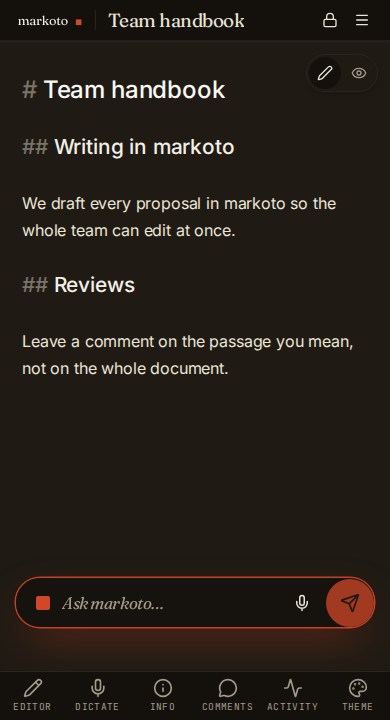 markoto
Team handbook
# Team handbook
## Writing in markoto
We draft every proposal in markoto so the
whole team can edit at once.
## Reviews
Leave a comment on the passage you mean,
not on the whole document.
Ask markoto...
EDITOR
DICTATE
INFO
COMMENTS
ACTIVITY
THEME